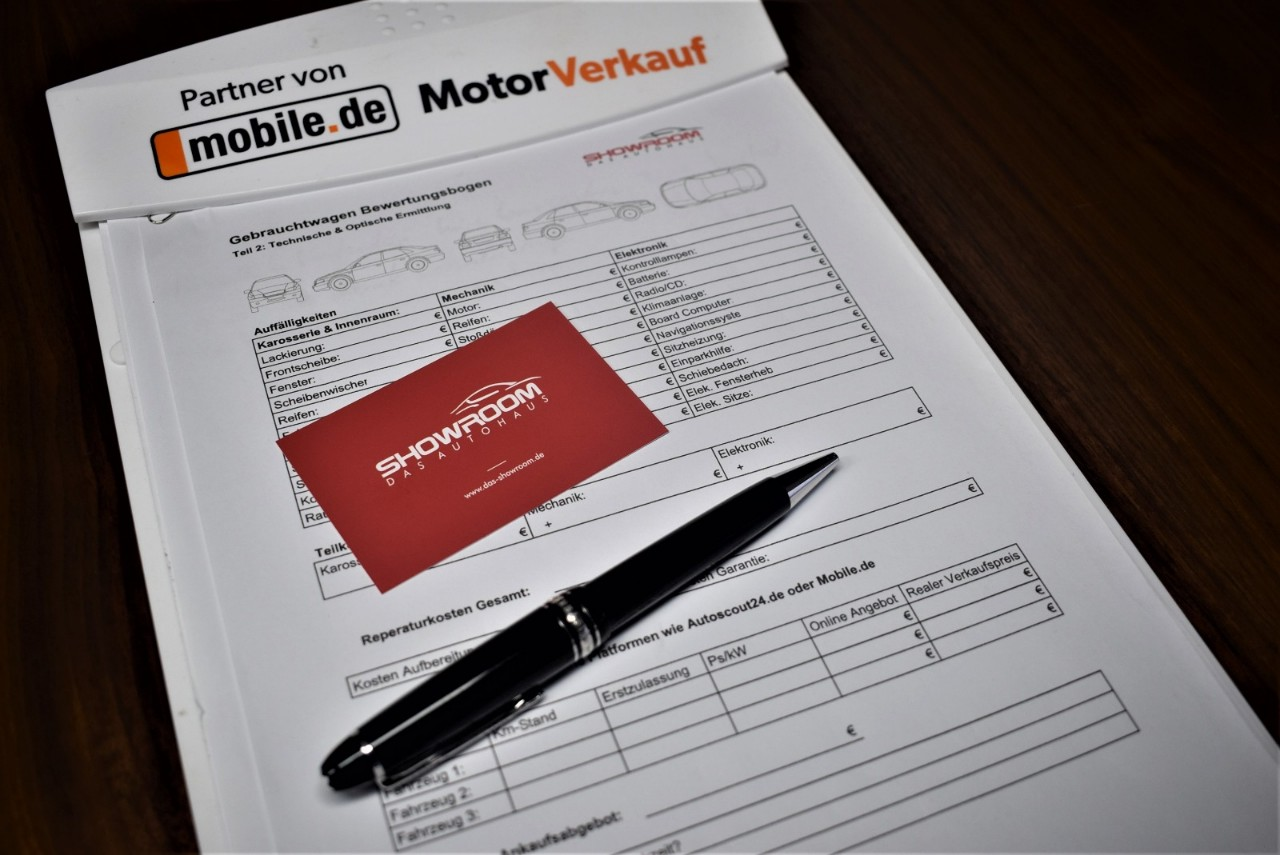 Partner von
mobile.de
MotorVerkauf
SHOWROOM
DAS AUTOHAUS
Gebrauchtwagen Bewertungsbogen
Teil 2: Technische & Optische Ermittlung
Auffälligkeiten
Karosserie & Innenraum:
Lackierung: €
Frontscheibe: €
Fenster:
Scheibenwischer
Reifen:
Mechanik
Motor: €
Reifen: €
€
€
€
€
€
€
€
Elektronik
Kontrolllampen: €
Batterie: €
Radio/CD: €
Klimaanlage: €
Board Computer: €
Navigationssyste €
Sitzheizung: €
Einparkhilfe: €
Schiebedach: €
Elek. Fensterheb €
Elek. Sitze: €
SHOWROOM
DAS AUTOHAUS
www.das-showroom.de
€
Mechanik:
+ €
Elektronik:
+ €
Reperaturkosten Gesamt:
Kosten Aufbereitung
Garantie: €
Platformen wie Autoscout24.de oder Mobile.de
Km-Stand Erstzulassung Ps/kW Online Angebot Realer Verkaufspreis
Fahrzeug 1: € €
Fahrzeug 2: € €
Fahrzeug 3: € €
Ankaufsabgebot: €